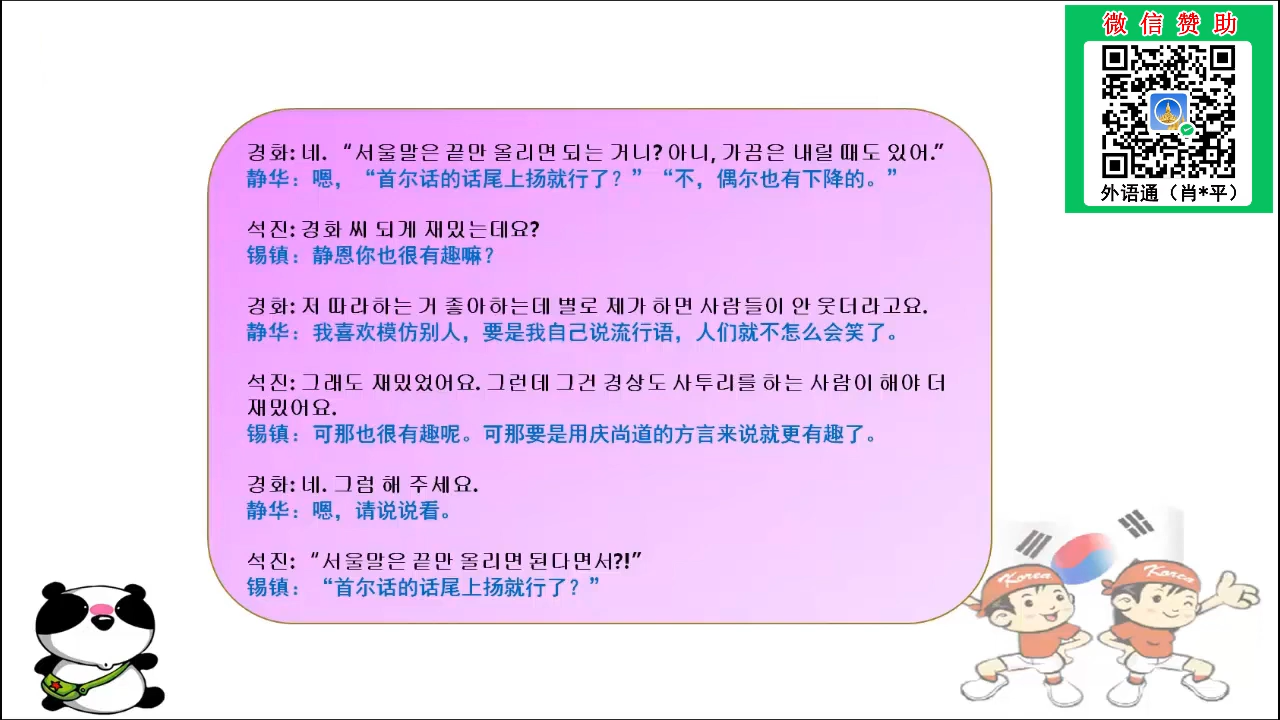 微信赞助
外语通（肖*平）
경화: 네. “서울말은 끝만 올리면 되는 거니? 아니, 가끔은 내릴 때도 있어.”
静华：嗯，“首尔话的话尾上扬就行了？”“不，偶尔也有下降的。”
석진: 경화 씨 되게 재밌는데요?
锡镇：静恩你也很有趣嘛？
경화: 저 따라하는 거 좋아하는데 별로 제가 하면 사람들이 안 웃더라고요.
静华：我喜欢模仿别人，要是我自己说流行语，人们就不怎么会笑了。
석진: 그래도 재밌었어요. 그런데 그건 경상도 사투리를 하는 사람이 해야 더
재밌어요.
锡镇：可那也很有趣呢。可那要是用庆尚道的方言来说就更有趣了。
경화: 네. 그럼 해 주세요.
静华：嗯，请说说看。
석진: “서울말은 끝만 올리면 된다면서?!”
锡镇：“首尔话的话尾上扬就行了？”
Korea
Korea